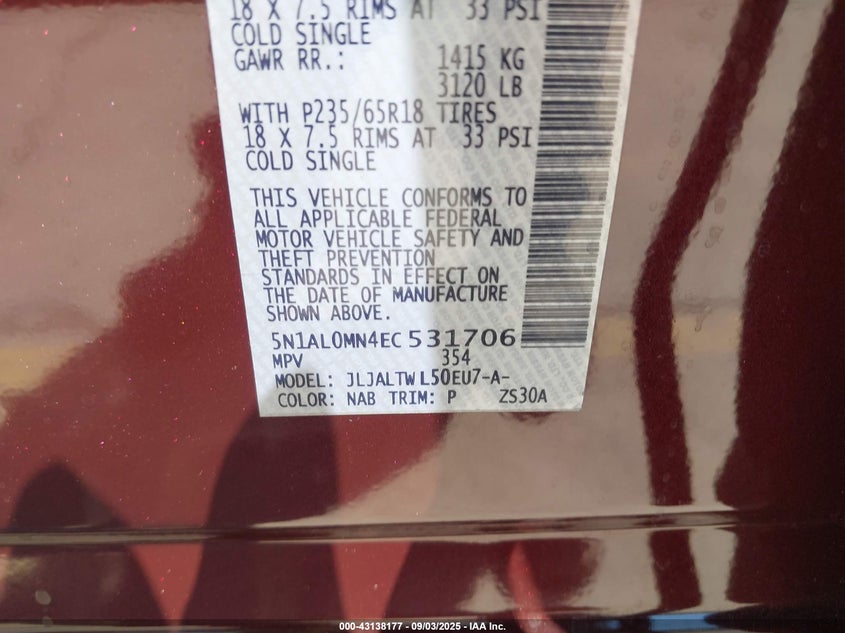 18 X 7.5 RIMS AT 33 PSI
COLD SINGLE
GAWR RR.: 1415 KG
3120 LB
WITH P235/65R18 TIRES
18 X 7.5 RIMS AT 33 PSI
COLD SINGLE
THIS VEHICLE CONFORMS TO
ALL APPLICABLE FEDERAL
MOTOR VEHICLE SAFETY AND
THEFT PREVENTION
STANDARDS IN EFFECT ON
THE DATE OF MANUFACTURE
SHOWN ABOVE.
5N1AL0MN4EC531706
MPV 354
MODEL: JLJALTWL50EU7-A-
COLOR: NAB TRIM: P ZS30A
000-43138177 - 09/03/2025 - IAA Inc.